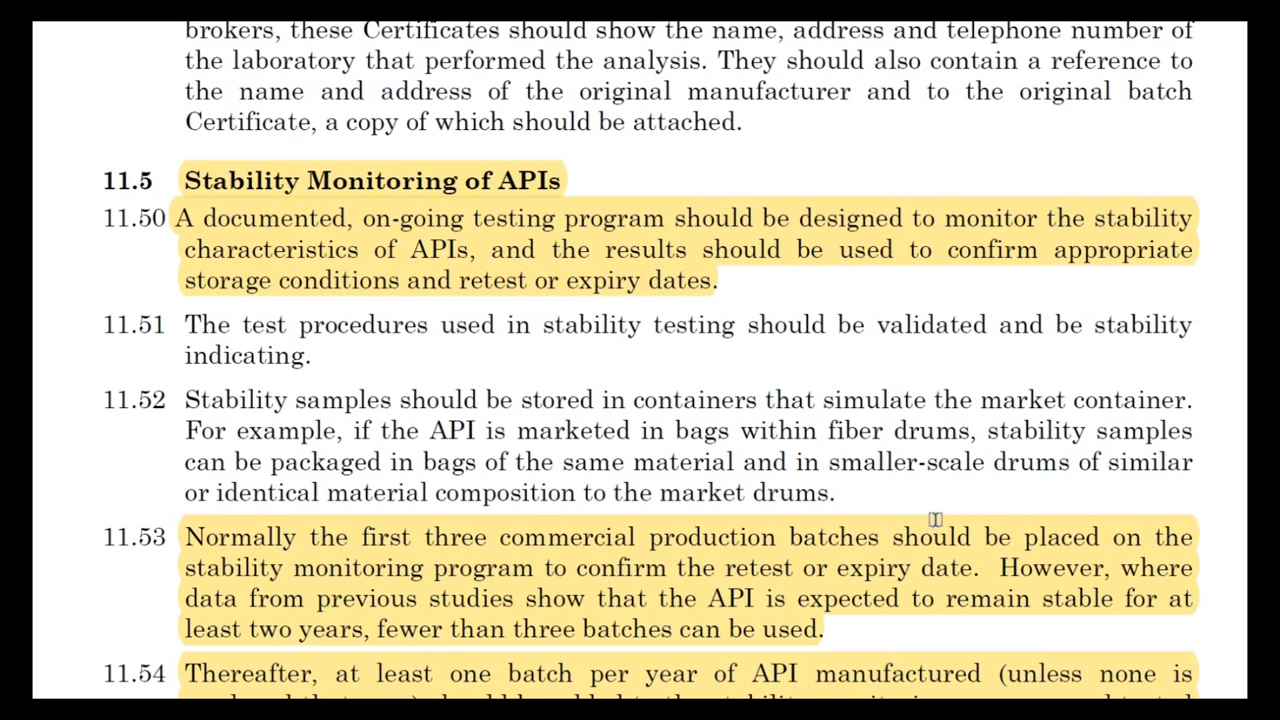 brokers, these Certificates should show the name, address and telephone number of
the laboratory that performed the analysis. They should also contain a reference to
the name and address of the original manufacturer and to the original batch
Certificate, a copy of which should be attached.
11.5 Stability Monitoring of APIs
11.50 A documented, on-going testing program should be designed to monitor the stability
characteristics of APIs, and the results should be used to confirm appropriate
storage conditions and retest or expiry dates.
11.51 The test procedures used in stability testing should be validated and be stability
indicating.
11.52 Stability samples should be stored in containers that simulate the market container.
For example, if the API is marketed in bags within fiber drums, stability samples
can be packaged in bags of the same material and in smaller-scale drums of similar
or identical material composition to the market drums.
11.53 Normally the first three commercial production batches should be placed on the
stability monitoring program to confirm the retest or expiry date. However, where
data from previous studies show that the API is expected to remain stable for at
least two years, fewer than three batches can be used.
11.54 Thereafter, at least one batch per year of API manufactured (unless none is